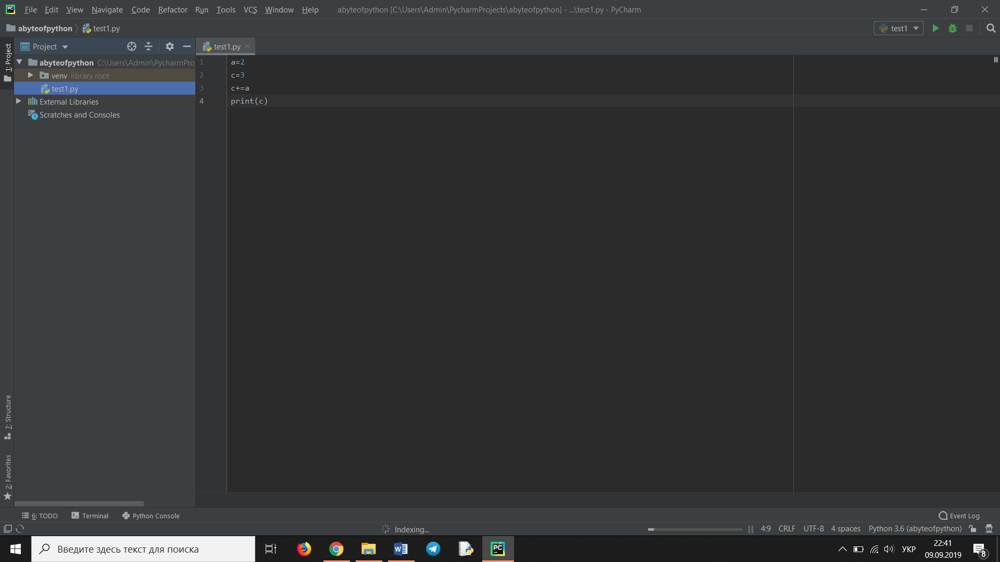 File Edit View Navigate Code Refactor Run Tools VCS Window Help abyteofpython [C:\Users\Admin\PycharmProjects\abyteofpython] - ...\test1.py - PyCharm
abyteofpython test1.py test1
1: Project
Project
test1.py
abyteofpython C:\Users\Admin\PycharmProj
venv library root
test1.py
External Libraries
Scratches and Consoles
1 a=2
2 c=3
3 c+=a
4 print(c)
7: Structure
2: Favorites
6: TODO Terminal Python Console Event Log
Indexing... 4:9 CRLF UTF-8 4 spaces Python 3.6 (abyteofpython)
Введите здесь текст для поиска
УКР
22:41
09.09.2019
8